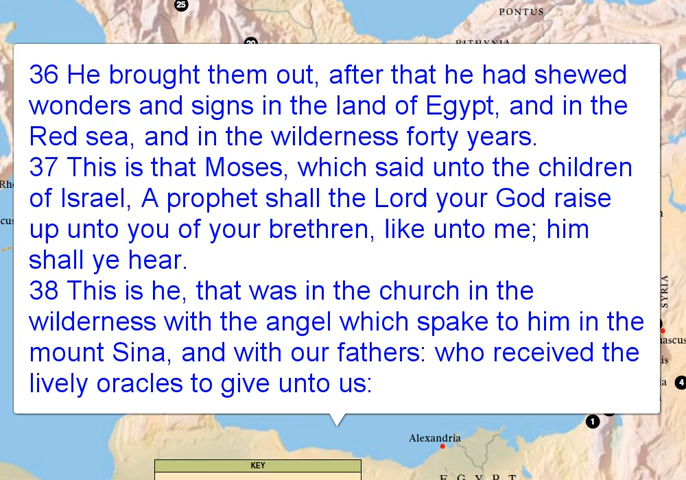 25
PONTUS
BITHYNIA
36 He brought them out, after that he had shewed
wonders and signs in the land of Egypt, and in the
Red sea, and in the wilderness forty years.
37 This is that Moses, which said unto the children
of Israel, A prophet shall the Lord your God raise
up unto you of your brethren, like unto me; him
shall ye hear.
38 This is he, that was in the church in the
wilderness with the angel which spake to him in the
mount Sina, and with our fathers: who received the
lively oracles to give unto us:
SYRIA
4
1
Alexandria
KEY
EGYPT